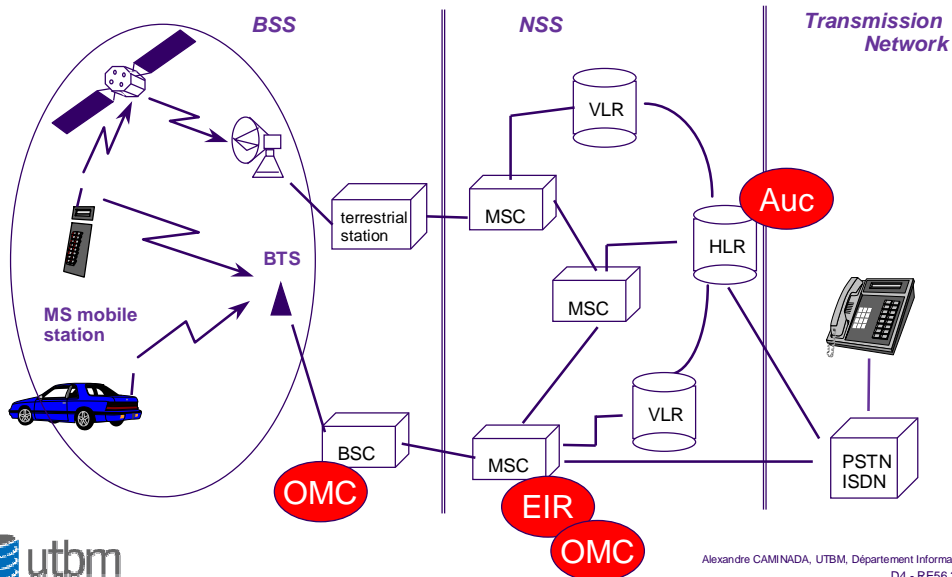 BSS
NSS
Transmission
Network
VLR
Auc
terrestrial
station
MSC
HLR
BTS
MSC
MS mobile
station
VLR
BSC
MSC
PSTN
ISDN
OMC
EIR
OMC
utbm
Alexandre CAMINADA, UTBM, Département Informa